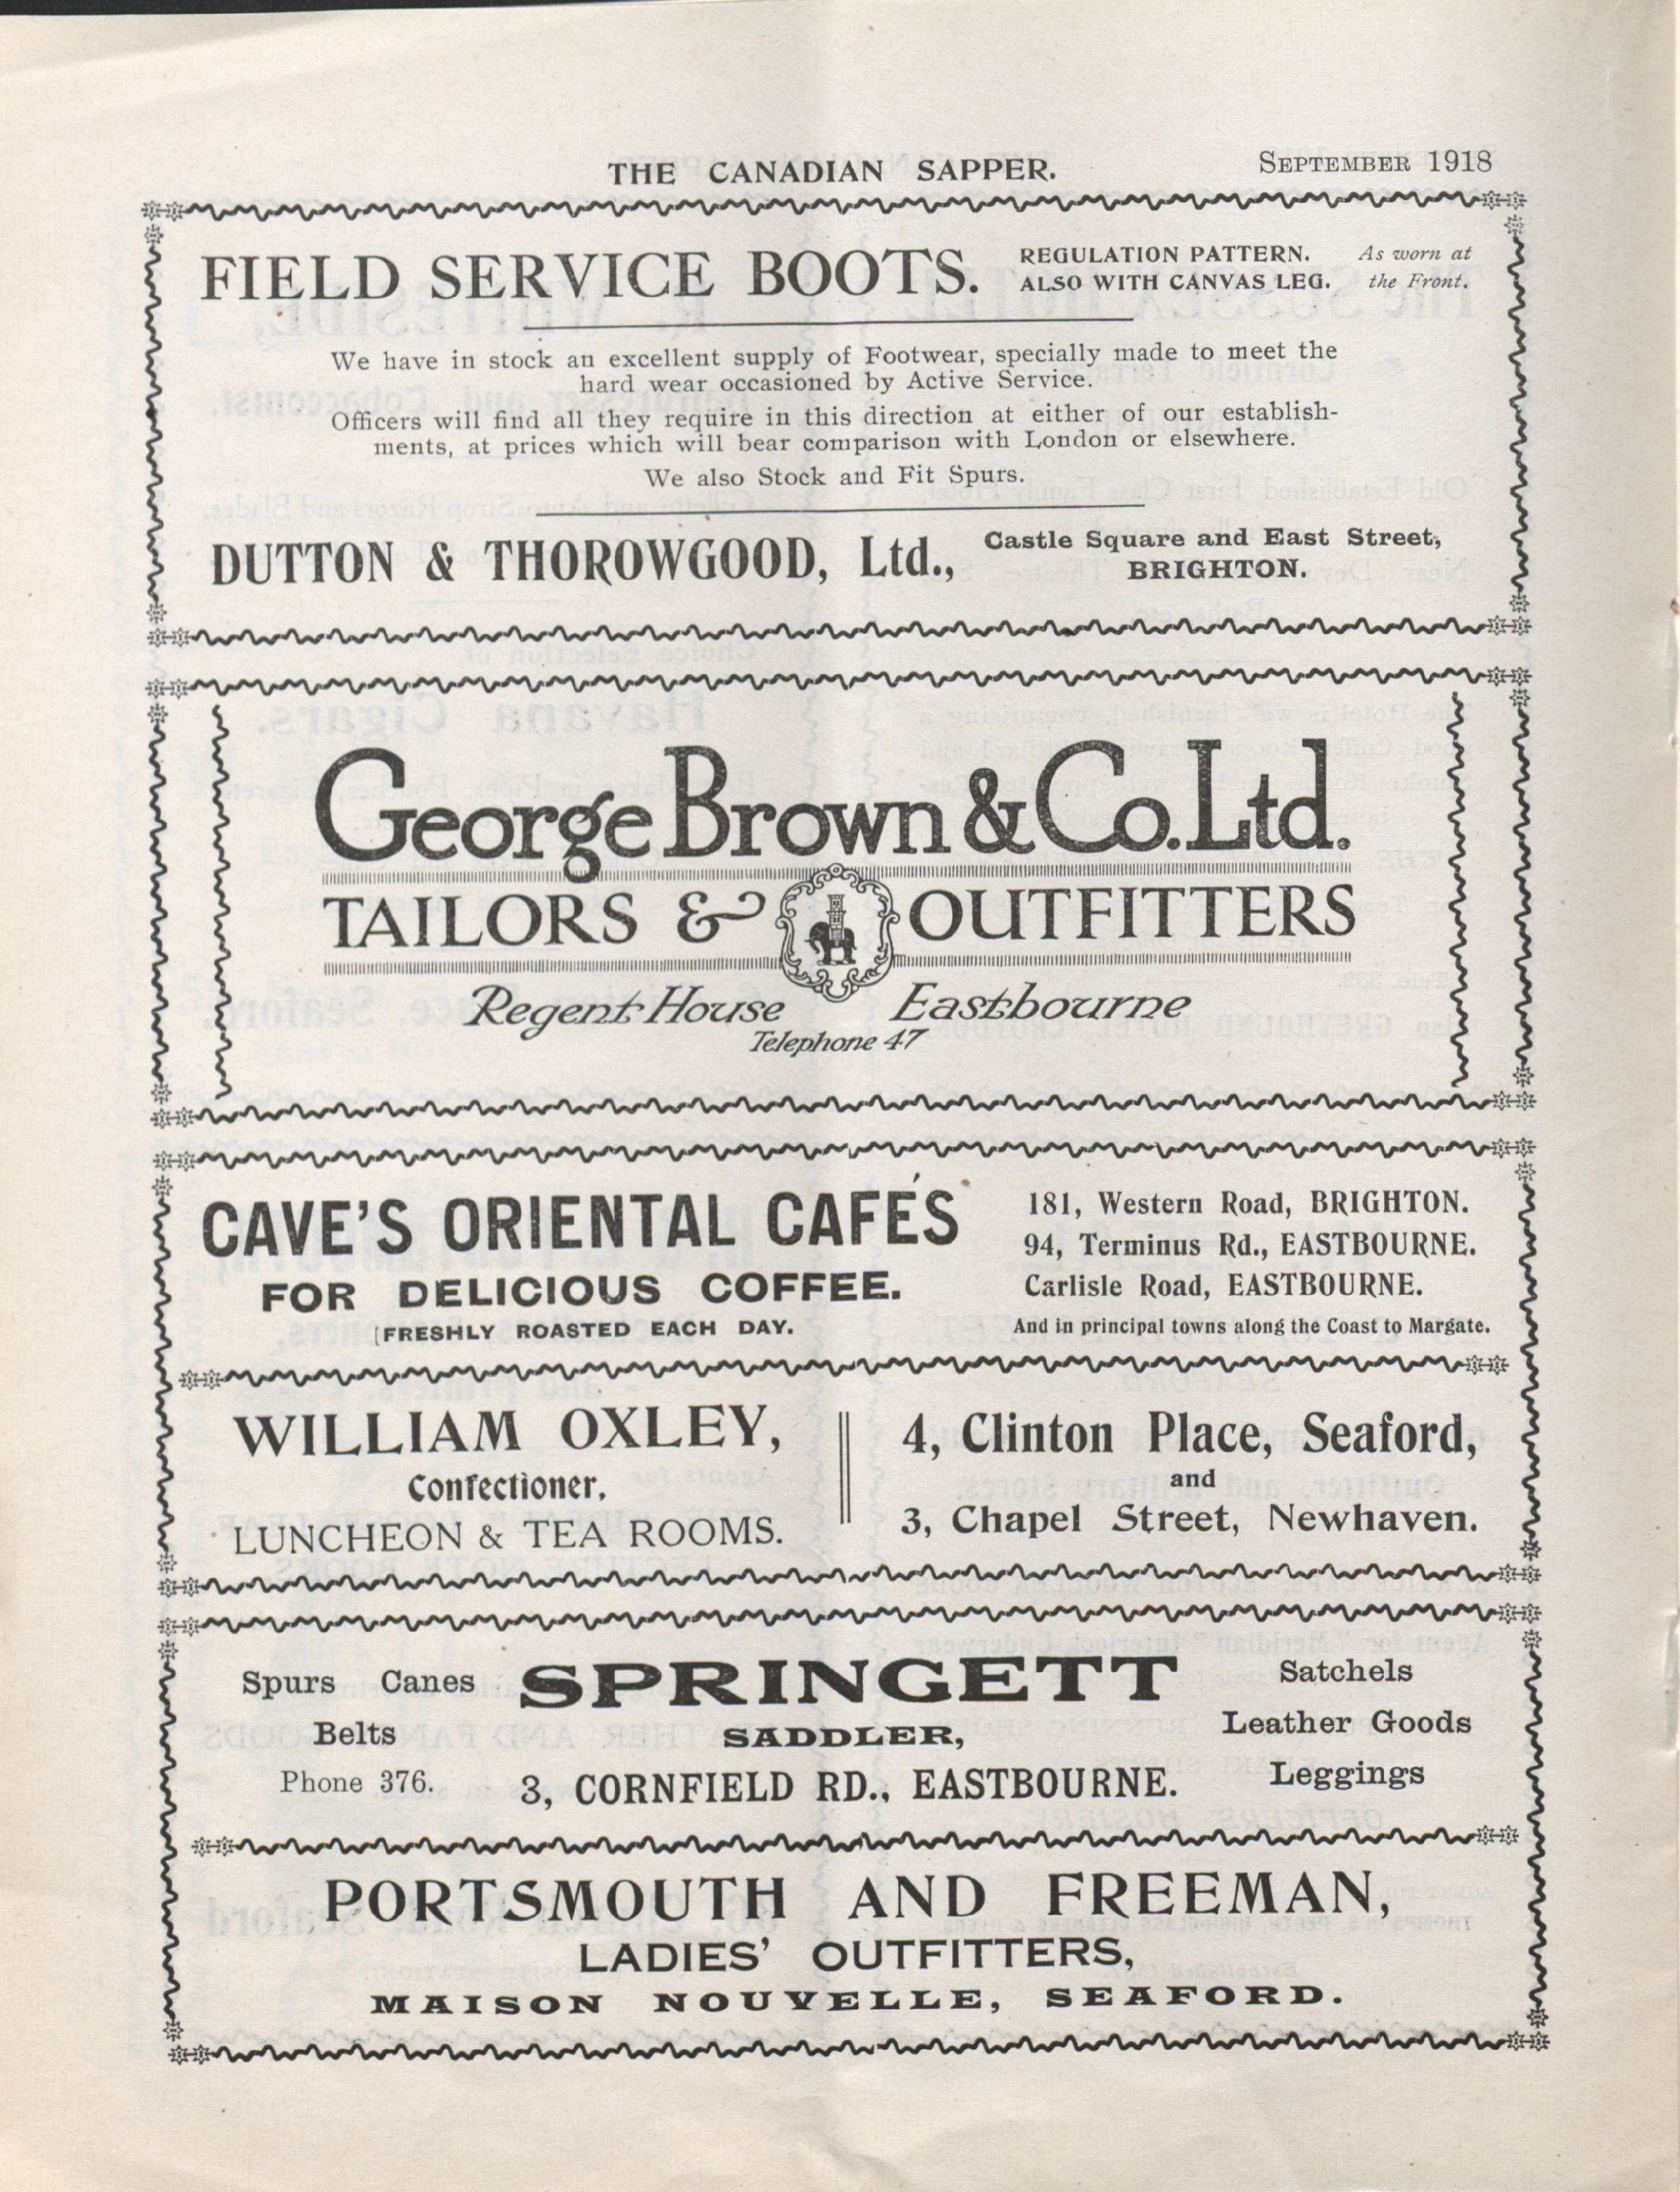 THE CANADIAN SAPPER.
SEPTEMBER 1918
FIELD SERVICE BOOTS.
REGULATION PATTERN.
ALSO WITH CANVAS LEG.
As worn at
the Front.
We have in stock an excellent supply of Footwear, specially made to meet the
hard wear occasioned by Active Service.
Officers will find all they require in this direction at either of our establish-
ments, at prices which will bear comparison with London or elsewhere.
We also Stock and Fit Spurs.
DUTTON & THOROWGOOD, Ltd.,
Castle Square and East Street,
BRIGHTON.
George Brown & Co. Ltd.
TAILORS & OUTFITTERS
Regent House Eastbourne
Telephone 47
CAVE'S ORIENTAL CAFÉS
FOR DELICIOUS COFFEE.
FRESHLY ROASTED EACH DAY.
181, Western Road, BRIGHTON.
94, Terminus Rd., EASTBOURNE.
Carlisle Road, EASTBOURNE.
And in principal towns along the Coast to Margate.
WILLIAM OXLEY,
Confectioner,
LUNCHEON & TEA ROOMS.
4, Clinton Place, Seaford,
and
3, Chapel Street, Newhaven.
Spurs Canes
Belts
Phone 376.
SPRINGETT
SADDLER,
3, CORNFIELD RD., EASTBOURNE.
Satchels
Leather Goods
Leggings
PORTSMOUTH AND FREEMAN,
LADIES' OUTFITTERS,
MAISON NOUVELLE, SEAFORD.